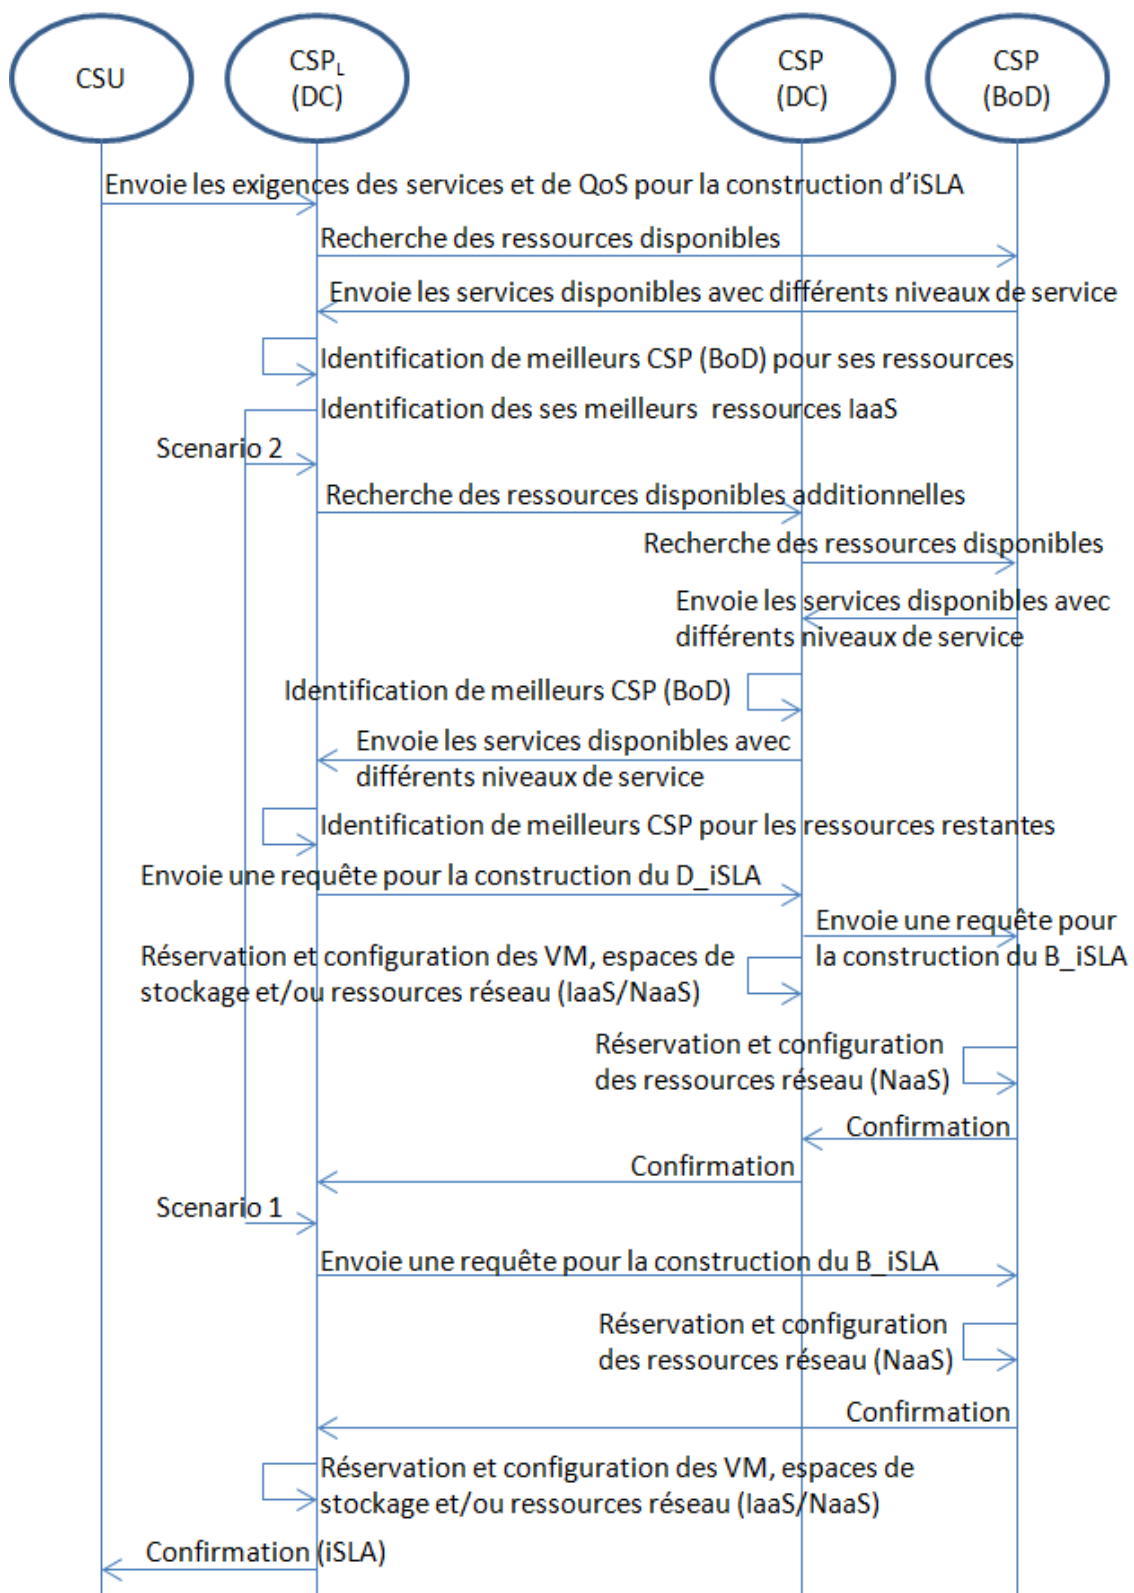 CSU
CSPL
(DC)
CSP
(DC)
CSP
(BoD)
Envoie les exigences des services et de QoS pour la construction d'iSLA
Recherche des ressources disponibles
Envoie les services disponibles avec différents niveaux de service
Identification de meilleurs CSP (BoD) pour ses ressources
Identification des ses meilleurs ressources IaaS
Scenario 2
Recherche des ressources disponibles additionnelles
Recherche des ressources disponibles
Envoie les services disponibles avec
différents niveaux de service
Identification de meilleurs CSP (BoD)
Envoie les services disponibles avec
différents niveaux de service
Identification de meilleurs CSP pour les ressources restantes
Envoie une requête pour la construction du D_iSLA
Envoie une requête pour
la construction du B_iSLA
Réservation et configuration des VM, espaces de
stockage et/ou ressources réseau (IaaS/NaaS)
Réservation et configuration
des ressources réseau (NaaS)
Confirmation
Confirmation
Scenario 1
Envoie une requête pour la construction du B_iSLA
Réservation et configuration
des ressources réseau (NaaS)
Confirmation
Réservation et configuration des VM, espaces de
stockage et/ou ressources réseau (IaaS/NaaS)
Confirmation (iSLA)